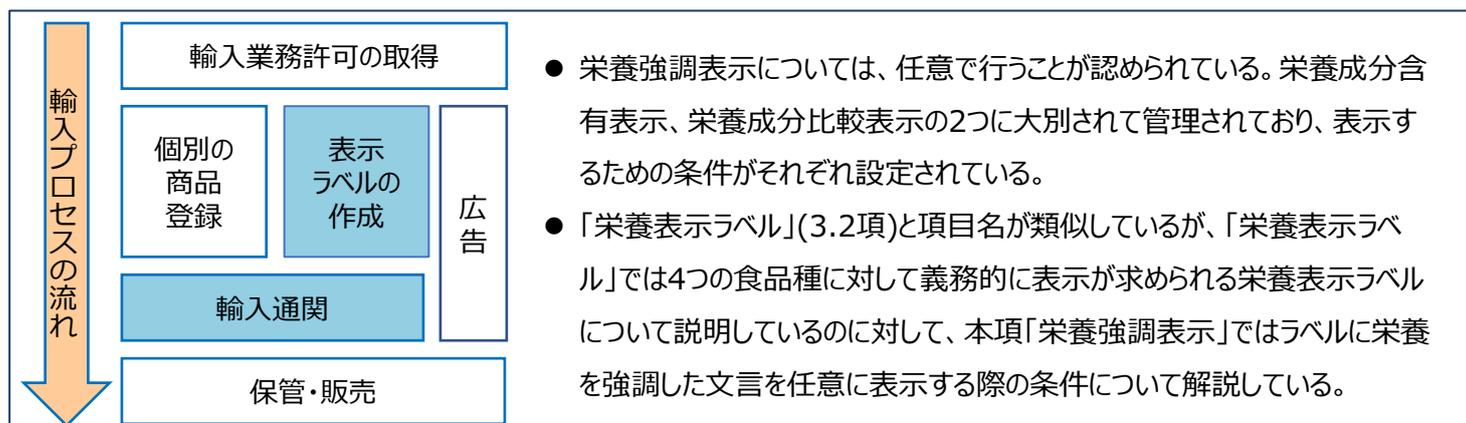 輸入プロセスの流れ
輸入業務許可の取得
個別の
商品
登録
表示
ラベルの
作成
広告
輸入通関
保管・販売
● 栄養強調表示については、任意で行うことが認められている。栄養成分含
有表示、栄養成分比較表示の2つに大別されて管理されており、表示す
るための条件がそれぞれ設定されている。
● 「栄養表示ラベル」(3.2項)と項目名が類似しているが、「栄養表示ラベ
ル」では4つの食品種に対して義務的に表示が求められる栄養表示ラベル
について説明しているのに対して、本項「栄養強調表示」ではラベルに栄養
を強調した文言を任意に表示する際の条件について解説している。